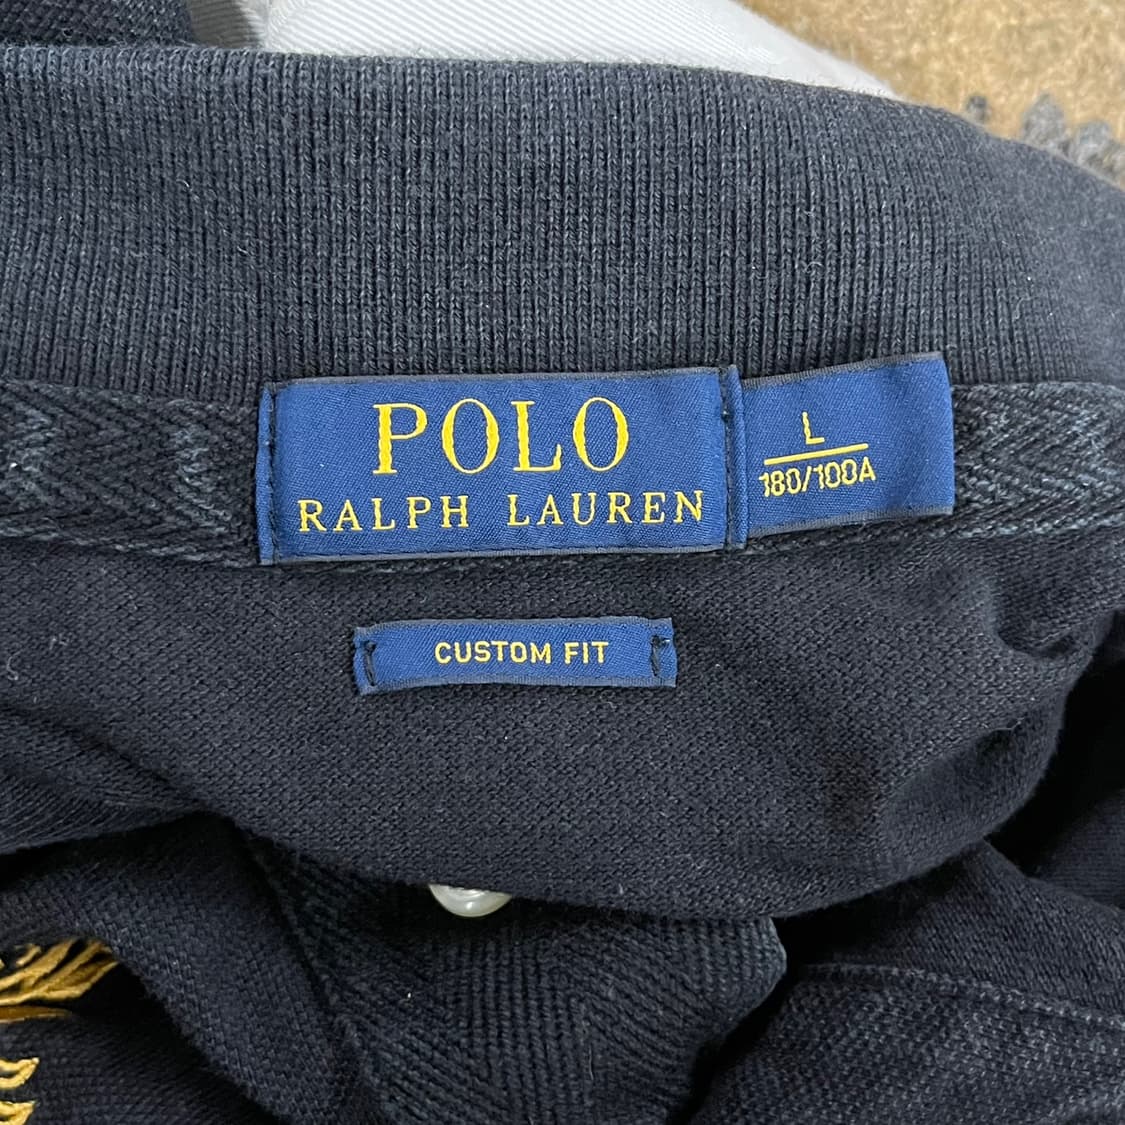 POLO
RALPH LAUREN
L
180/100A
CUSTOM FIT